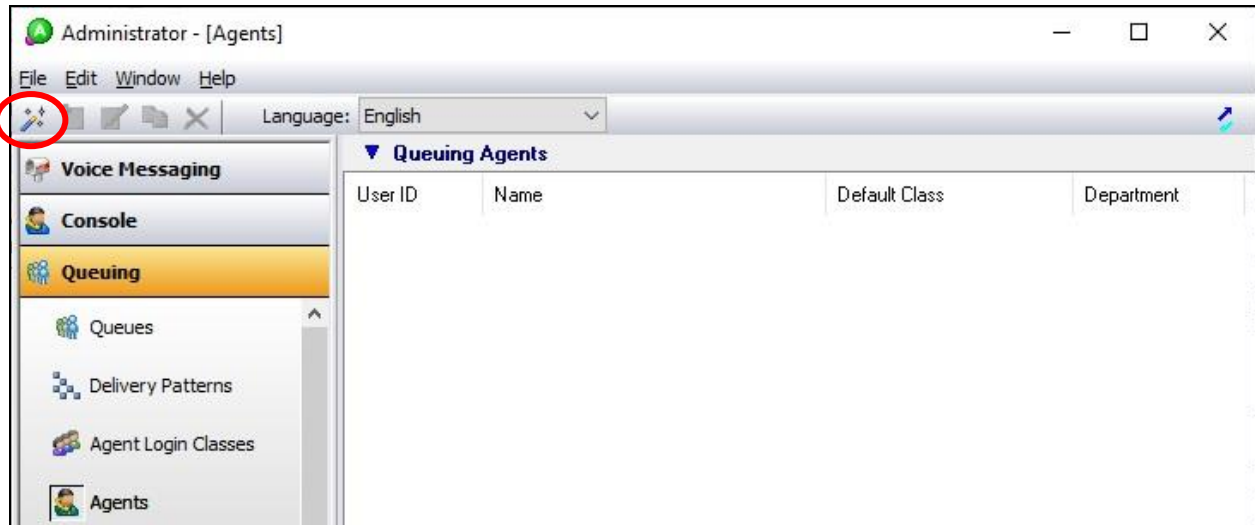 Administrator - [Agents]
File Edit Window Help
Language: English
Voice Messaging
Console
Queuing
Queues
Delivery Patterns
Agent Login Classes
Agents
Queuing Agents
User ID Name Default Class Department